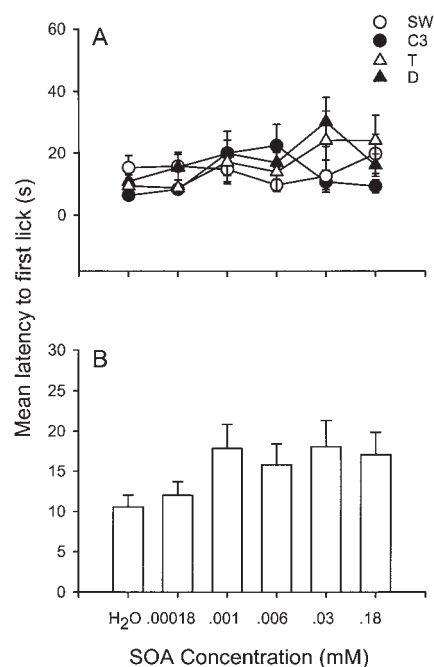 A
60
40
20
0
SW
C3
T
D
Mean latency to first lick (s)
B
30
25
20
15
10
5
0
H₂O .00018 .001 .006 .03 .18
SOA Concentration (mM)